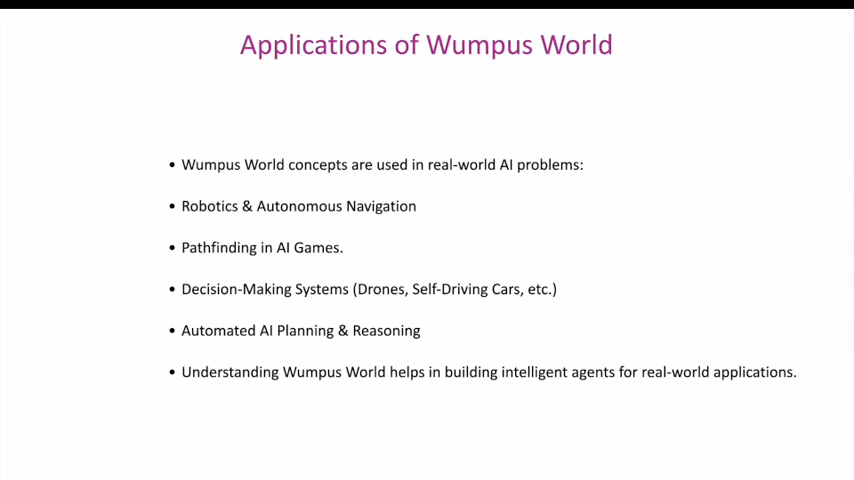 Applications of Wumpus World
• Wumpus World concepts are used in real-world AI problems:
• Robotics & Autonomous Navigation
• Pathfinding in AI Games.
• Decision-Making Systems (Drones, Self-Driving Cars, etc.)
• Automated AI Planning & Reasoning
• Understanding Wumpus World helps in building intelligent agents for real-world applications.